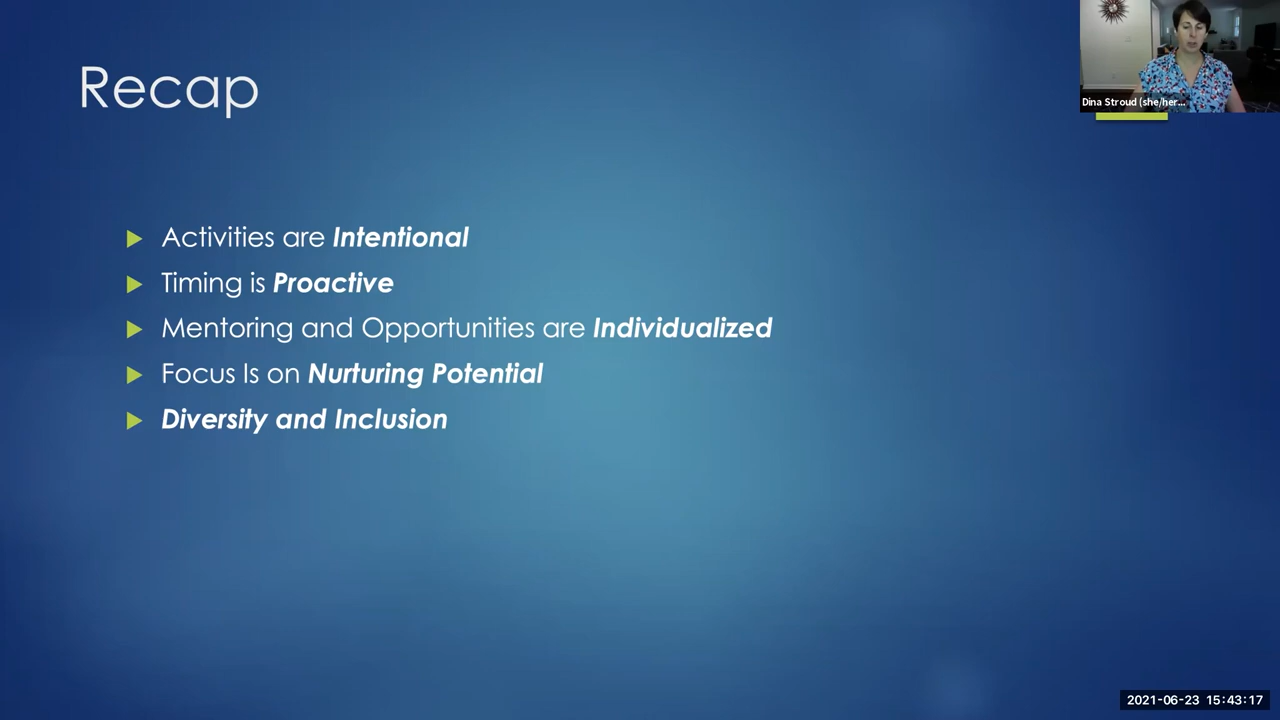 Recap
Dina Stroud (she/her...
Activities are Intentional
Timing is Proactive
Mentoring and Opportunities are Individualized
Focus Is on Nurturing Potential
Diversity and Inclusion
2021-06-23 15:43:17